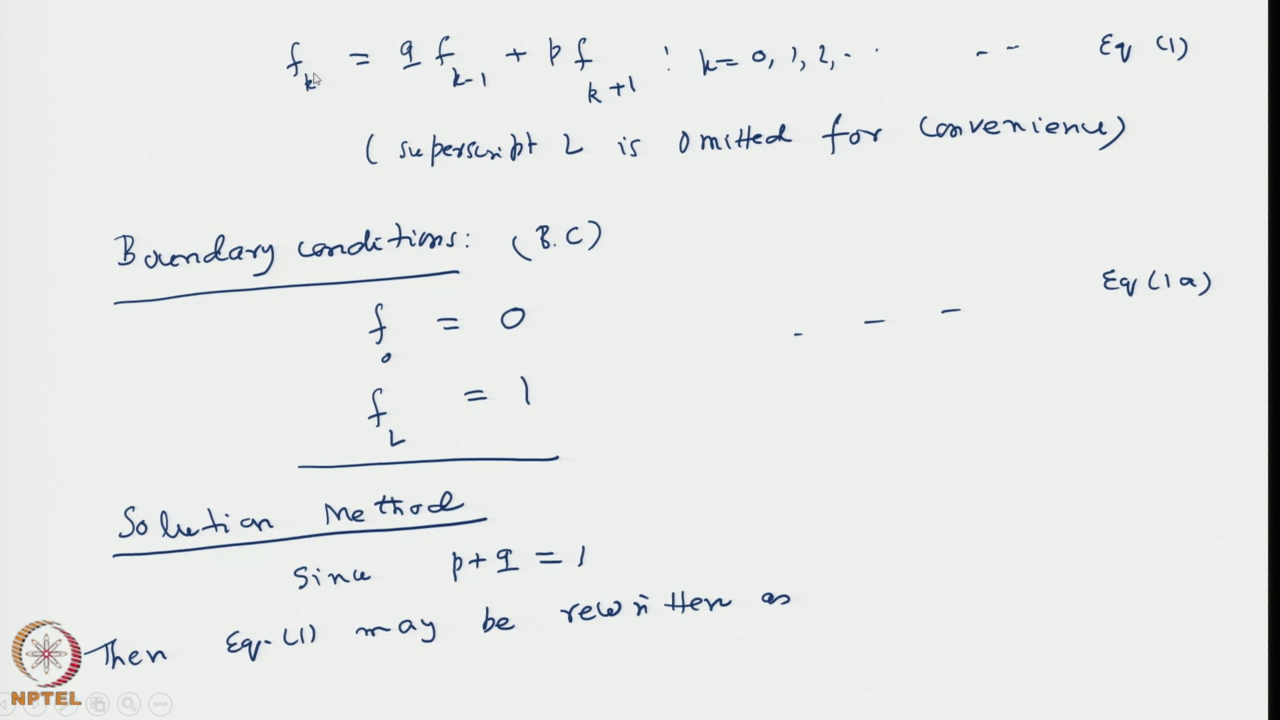 f_k = q f_{k-1} + p f_{k+1} ; k = 0, 1, 2, . . -- Eq (1)
( superscript L is omitted for convenience)
Boundary conditions: (B.C)
f_0 = 0 - - - Eq (1a)
f_L = 1
Solution Method
Since p + q = 1
Then Eq. (1) may be rewritten as
NPTEL